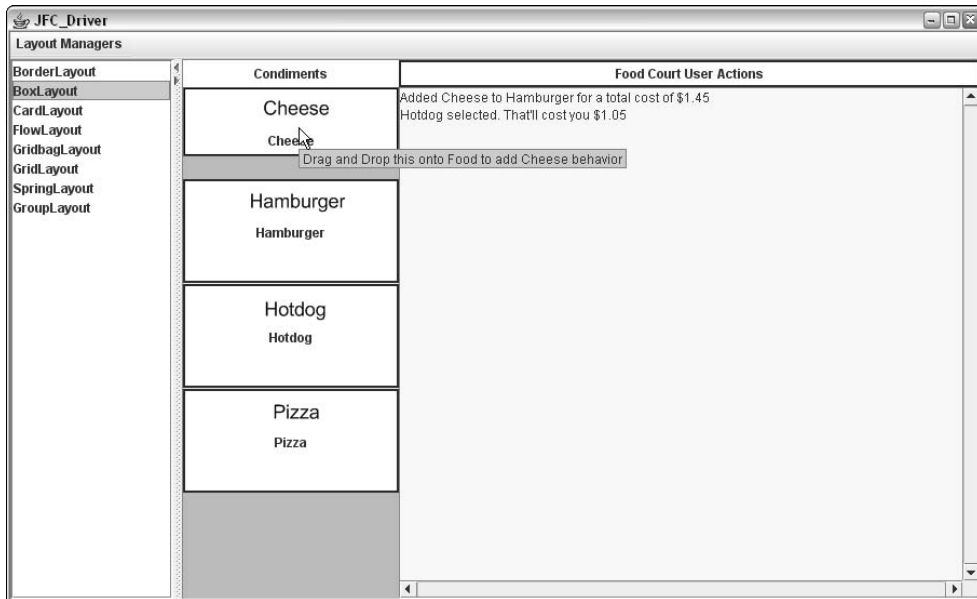 JFC_Driver
Layout Managers
BorderLayout
BoxLayout
CardLayout
FlowLayout
GridbagLayout
GridLayout
SpringLayout
GroupLayout
Condiments
Cheese
Cheese
Drag and Drop this onto Food to add Cheese behavior
Hamburger
Hamburger
Hotdog
Hotdog
Pizza
Pizza
Food Court User Actions
Added Cheese to Hamburger for a total cost of $1.45
Hotdog selected. That'll cost you $1.05